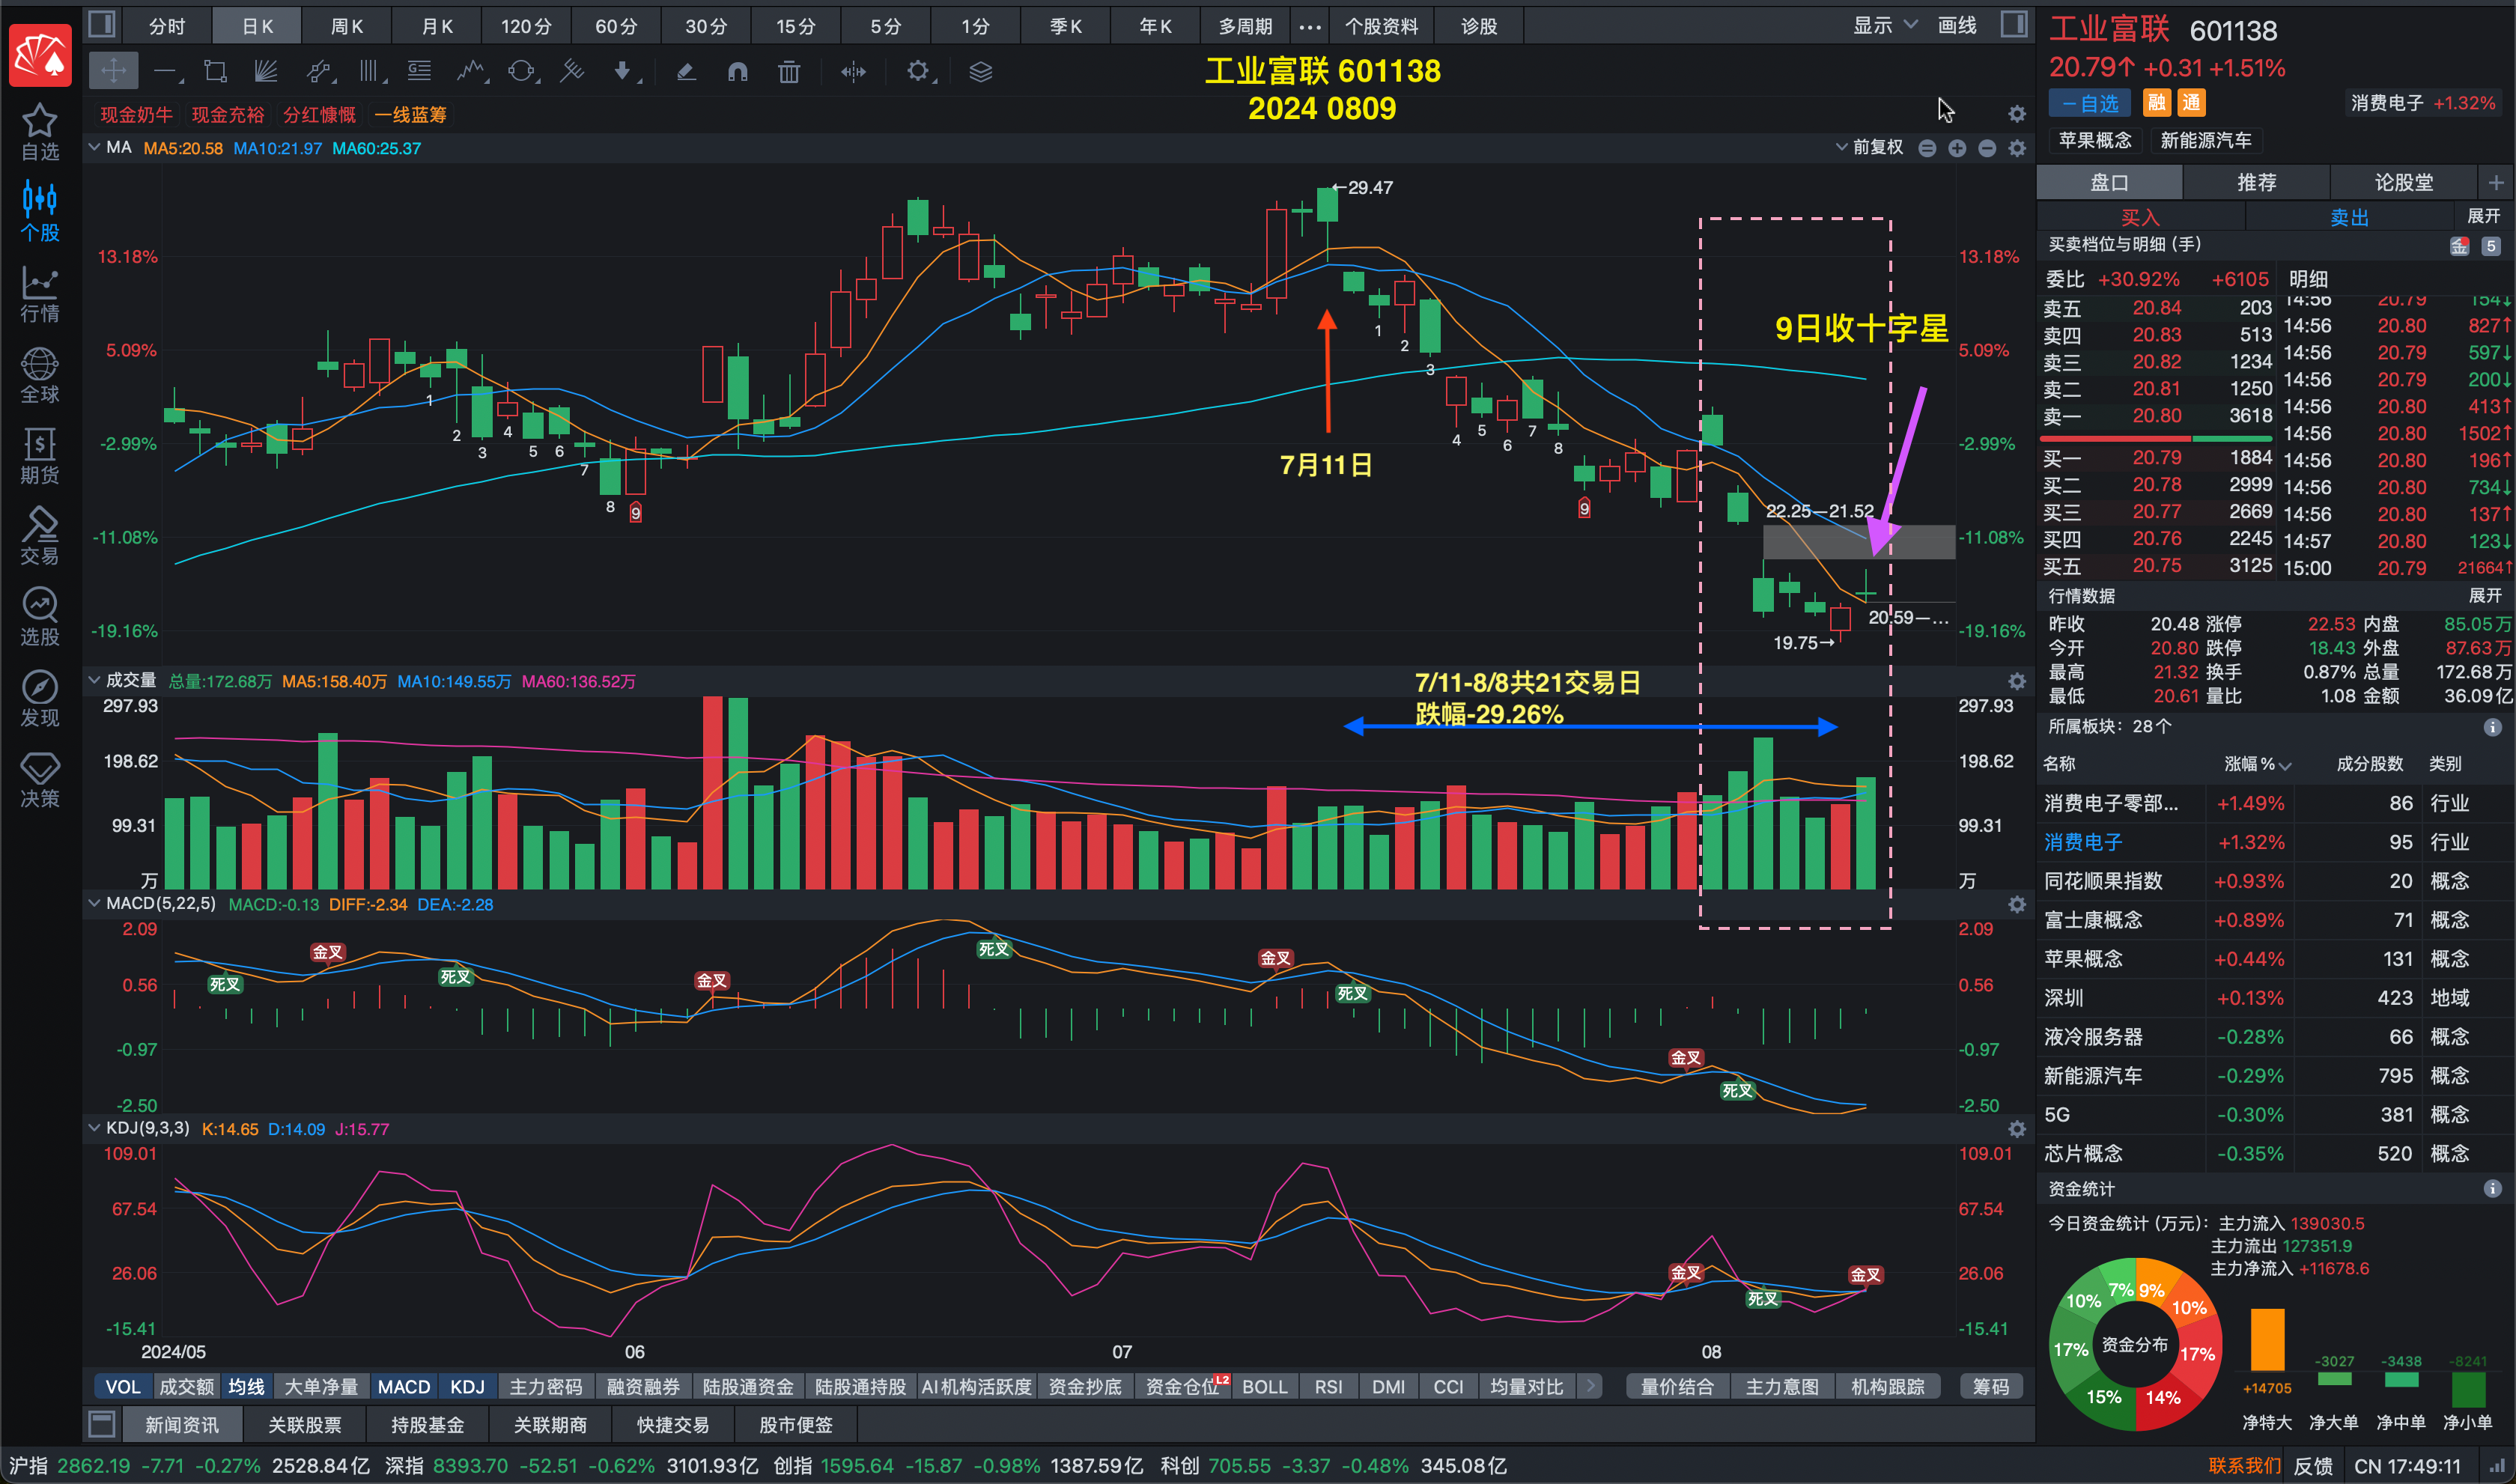 分时 日K 周K 月K 120分 60分 30分 15分 5分 1分 季K 年K 多周期 ••• 个股资料 诊股 显示 画线
自选
个股
行情
全球
期货
交易
选股
发现
决策
工业富联 601138
2024 0809
现金奶牛 现金充裕 分红慷慨 一线蓝筹
MA MA5:20.58 MA10:21.97 MA60:25.37 前复权
←29.47
13.18% 13.18%
5.09% 5.09%
-2.99% -2.99%
-11.08% -11.08%
-19.16% -19.16%
1 2 3 4 5 6 7 8 9
1 2 3 4 5 6 7 8 9
9日收十字星
7月11日
22.25—21.52
20.59—...
19.75→
成交量 总量:172.68万 MA5:158.40万 MA10:149.55万 MA60:136.52万
7/11-8/8共21交易日
跌幅-29.26%
297.93 297.93
198.62 198.62
99.31 99.31
万 万
MACD(5,22,5) MACD:-0.13 DIFF:-2.34 DEA:-2.28
2.09 2.09
0.56 0.56
-0.97 -0.97
-2.50 -2.50
死叉 金叉 死叉 金叉 死叉 金叉 死叉 金叉 死叉
KDJ(9,3,3) K:14.65 D:14.09 J:15.77
109.01 109.01
67.54 67.54
26.06 26.06
-15.41 -15.41
金叉 死叉 金叉
2024/05 06 07 08
VOL 成交额 均线 大单净量 MACD KDJ 主力密码 融资融券 陆股通资金 陆股通持股 AI机构活跃度 资金抄底 资金仓位 L2 BOLL RSI DMI CCI 均量对比 量价结合 主力意图 机构跟踪 筹码
新闻资讯 关联股票 持股基金 关联期商 快捷交易 股市便签
工业富联 601138
20.79↑ +0.31 +1.51%
一自选 融 通 消费电子 +1.32%
苹果概念 新能源汽车
盘口 推荐 论股堂
买入 卖出 展开
买卖档位与明细 (手) 金 5
委比 +30.92% +6105 明细
卖五 20.84 203
卖四 20.83 513
卖三 20.82 1234
卖二 20.81 1250
卖一 20.80 3618
买一 20.79 1884
买二 20.78 2999
买三 20.77 2669
买四 20.76 2245
买五 20.75 3125
14:56 20.79 154↓
14:56 20.80 827↑
14:56 20.79 597↓
14:56 20.79 200↓
14:56 20.80 413↑
14:56 20.80 1502↑
14:56 20.80 196↑
14:56 20.80 734↓
14:56 20.80 137↑
14:57 20.80 123↓
15:00 20.79 21664↑
行情数据 展开
昨收 20.48 涨停 22.53 内盘 85.05万
今开 20.80 跌停 18.43 外盘 87.63万
最高 21.32 换手 0.87% 总量 172.68万
最低 20.61 量比 1.08 金额 36.09亿
所属板块: 28个
名称 涨幅% 成分股数 类别
消费电子零部... +1.49% 86 行业
消费电子 +1.32% 95 行业
同花顺果指数 +0.93% 20 概念
富士康概念 +0.89% 71 概念
苹果概念 +0.44% 131 概念
深圳 +0.13% 423 地域
液冷服务器 -0.28% 66 概念
新能源汽车 -0.29% 795 概念
5G -0.30% 381 概念
芯片概念 -0.35% 520 概念
资金统计
今日资金统计 (万元): 主力流入 139030.5
主力流出 127351.9
主力净流入 +11678.6
资金分布
7% 9% 10% 10% 17% 17% 15% 14%
+14705 -3027 -3438 -8241
净特大 净大单 净中单 净小单
沪指 2862.19 -7.71 -0.27% 2528.84亿 深指 8393.70 -52.51 -0.62% 3101.93亿 创指 1595.64 -15.87 -0.98% 1387.59亿 科创 705.55 -3.37 -0.48% 345.08亿 联系我们 反馈 CN 17:49:11